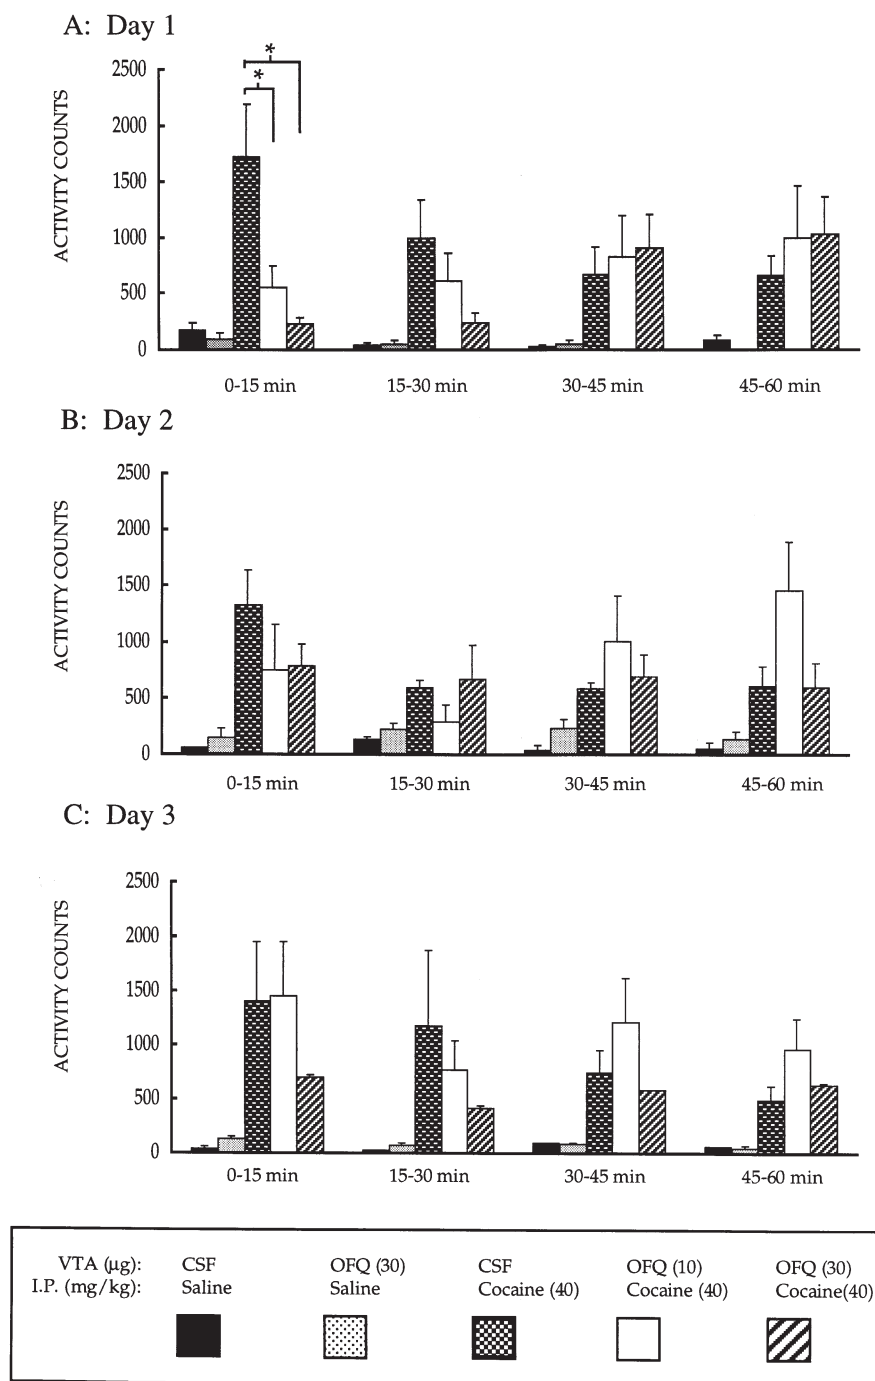 A: Day 1
*
*
2500
2000
1500
1000
500
0
ACTIVITY COUNTS
0-15 min 15-30 min 30-45 min 45-60 min
B: Day 2
2500
2000
1500
1000
500
0
ACTIVITY COUNTS
0-15 min 15-30 min 30-45 min 45-60 min
C: Day 3
2500
2000
1500
1000
500
0
ACTIVITY COUNTS
0-15 min 15-30 min 30-45 min 45-60 min
VTA (µg): CSF OFQ (30) CSF OFQ (10) OFQ (30)
I.P. (mg/kg): Saline Saline Cocaine (40) Cocaine (40) Cocaine(40)